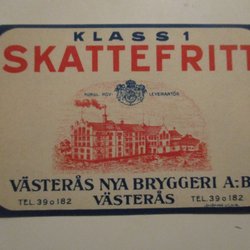 KLASS 1
SKATTEFRITT
KUNGL. HOV LEVERANTÖR
VÄSTERÅS NYA BRYGGERI A:B
TEL. 39 o 182 VÄSTERÅS TEL. 39 o 182